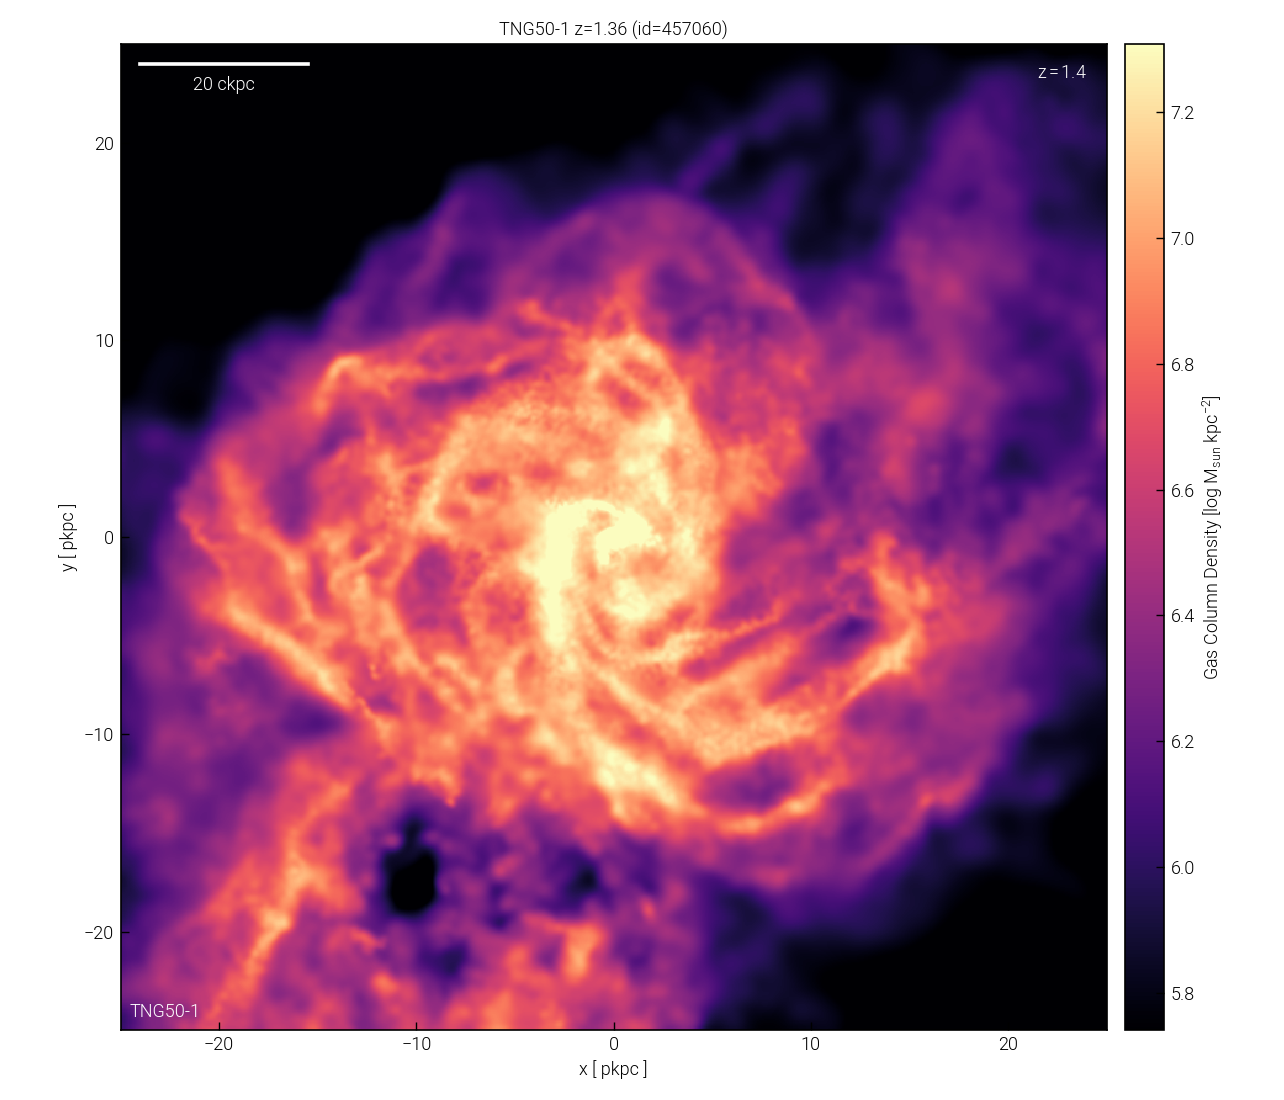 TNG50-1 z=1.36 (id=457060)
20 ckpc
z=1.4
20
10
0
−10
−20
y [ pkpc ]
TNG50-1
−20
−10
0
10
20
x [ pkpc ]
7.2
7.0
6.8
6.6
6.4
6.2
6.0
5.8
Gas Column Density [log M_sun kpc⁻²]